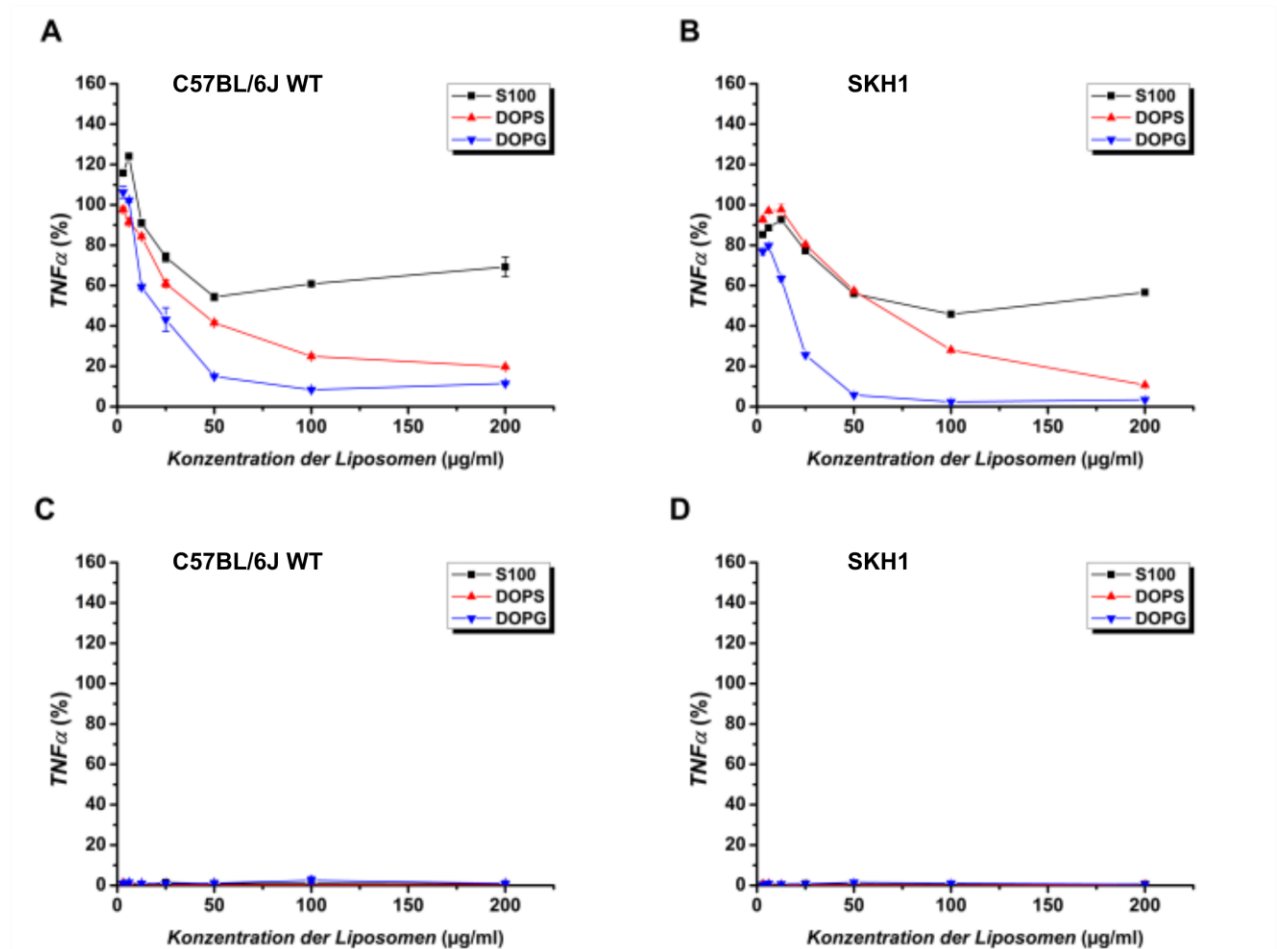 A
B
C57BL/6J WT
SKH1
160
140
120
100
80
60
40
20
0
TNFα (%)
S100
DOPS
DOPG
0
50
100
150
200
Konzentration der Liposomen (µg/ml)
160
140
120
100
80
60
40
20
0
TNFα (%)
S100
DOPS
DOPG
0
50
100
150
200
Konzentration der Liposomen (µg/ml)
C
D
C57BL/6J WT
SKH1
160
140
120
100
80
60
40
20
0
TNFα (%)
S100
DOPS
DOPG
0
50
100
150
200
Konzentration der Liposomen (µg/ml)
160
140
120
100
80
60
40
20
0
TNFα (%)
S100
DOPS
DOPG
0
50
100
150
200
Konzentration der Liposomen (µg/ml)